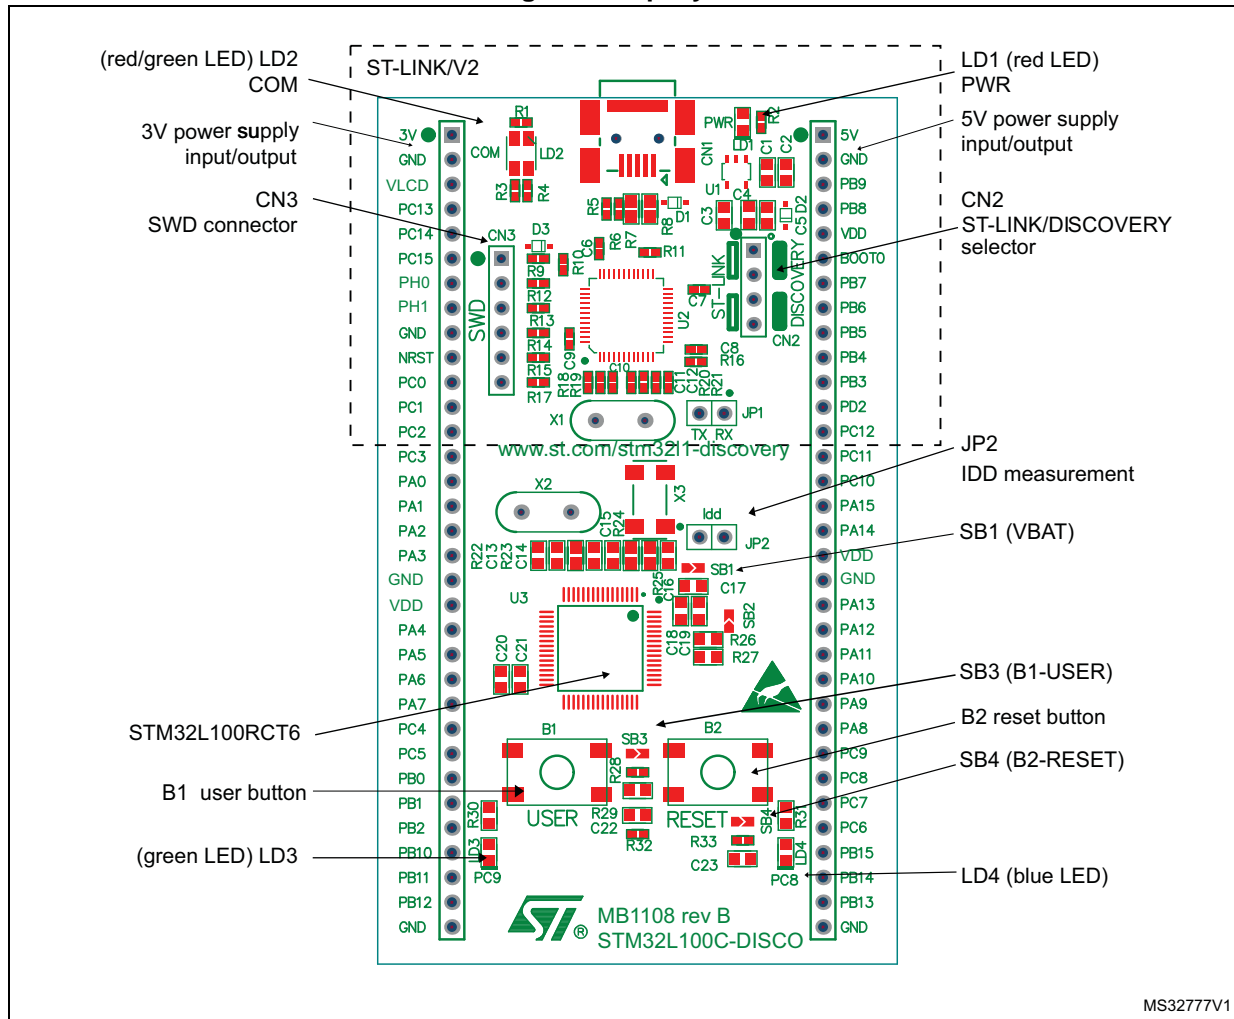 (red/green LED) LD2
COM
ST-LINK/V2
LD1 (red LED)
PWR
3V power supply
input/output
5V power supply
input/output
CN3
SWD connector
CN2
ST-LINK/DISCOVERY
selector
JP2
IDD measurement
SB1 (VBAT)
SB3 (B1-USER)
B2 reset button
SB4 (B2-RESET)
STM32L100RCT6
B1 user button
(green LED) LD3
LD4 (blue LED)
3V
GND
VLCD
PC13
PC14
PC15
PH0
PH1
GND
NRST
PC0
PC1
PC2
PC3
PA0
PA1
PA2
PA3
GND
VDD
PA4
PA5
PA6
PA7
PC4
PC5
PB0
PB1
PB2
PB10
PB11
PB12
GND
5V
GND
PB9
PB8
VDD
BOOT0
PB7
PB6
PB5
PB4
PB3
PD2
PC12
PC11
PC10
PA15
PA14
VDD
GND
PA13
PA12
PA11
PA10
PA9
PA8
PC9
PC8
PC7
PC6
PB15
PB14
PB13
GND
R1
COM
LD2
R3
R4
CN1
PWR
R2
LD1
C1
C2
U1
C3
C4
C5
D2
R5
R6
R7
R8
D1
CN3
D3
SWD
R9
R10
C6
R11
R12
R13
R14
R15
R17
C9
U2
C7
ST-LINK
DISCOVERY
CN2
C8
R16
R18
R19
C10
C11
C12
R20
R21
X1
JP1
TX RX
www.st.com/stm32l1-discovery
X2
X3
Idd
JP2
R22
C13
R23
C14
C15
R24
R25
C16
SB1
C17
SB2
U3
C18
C19
R26
R27
C20
C21
B1
SB3
B2
R28
USER
R29
C22
R32
RESET
SB4
R33
C23
R30
LD3
PC9
R31
LD4
PC8
ST
®
MB1108 rev B
STM32L100C-DISCO
MS32777V1